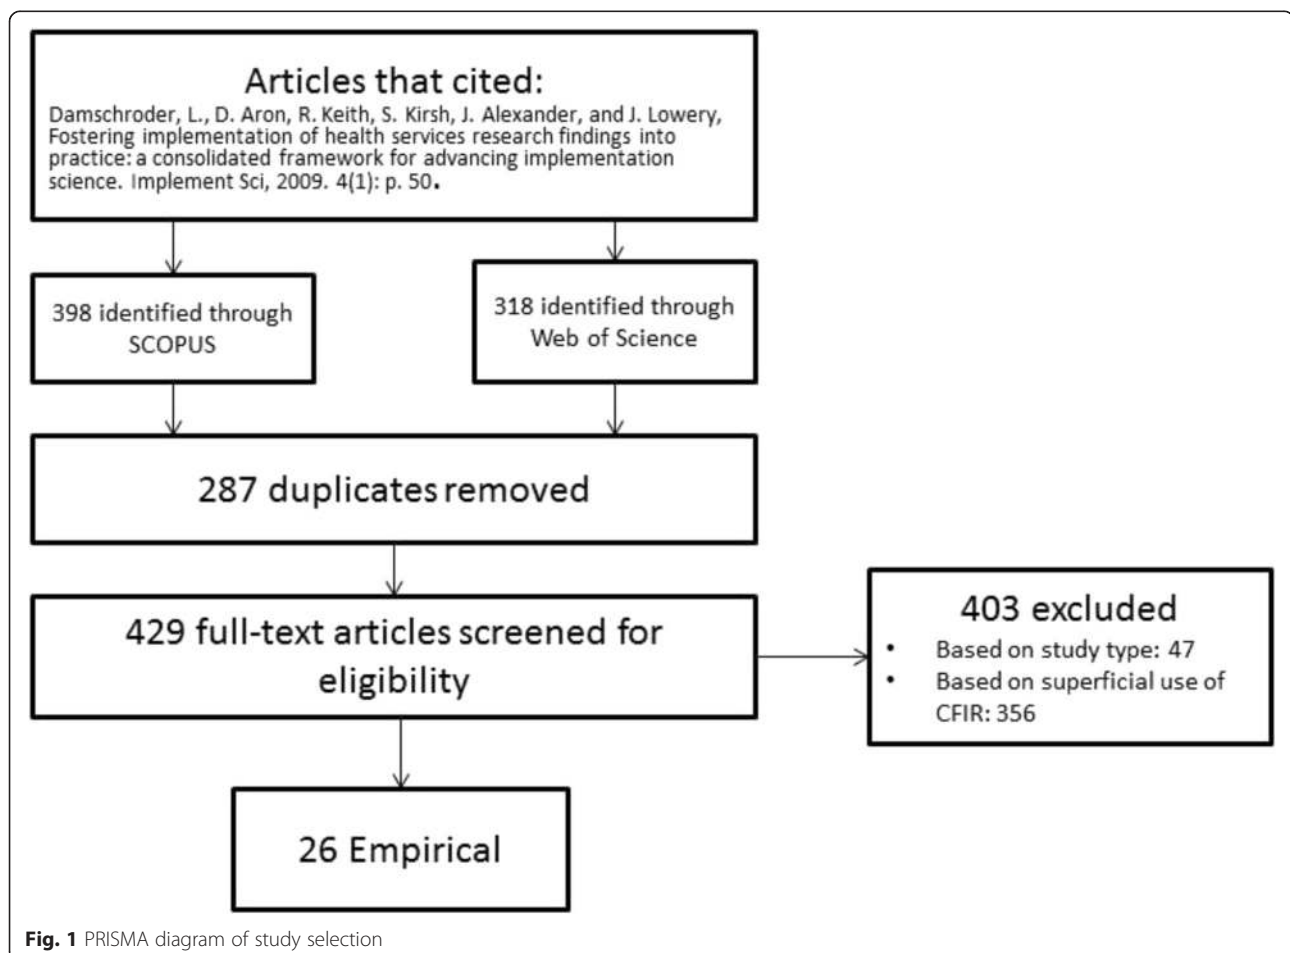 Articles that cited:
Damschroder, L., D. Aron, R. Keith, S. Kirsh, J. Alexander, and J. Lowery,
Fostering implementation of health services research findings into
practice: a consolidated framework for advancing implementation
science. Implement Sci, 2009. 4(1): p. 50.
398 identified through
SCOPUS
318 identified through
Web of Science
287 duplicates removed
429 full-text articles screened for
eligibility
403 excluded
• Based on study type: 47
• Based on superficial use of
CFIR: 356
26 Empirical
Fig. 1 PRISMA diagram of study selection